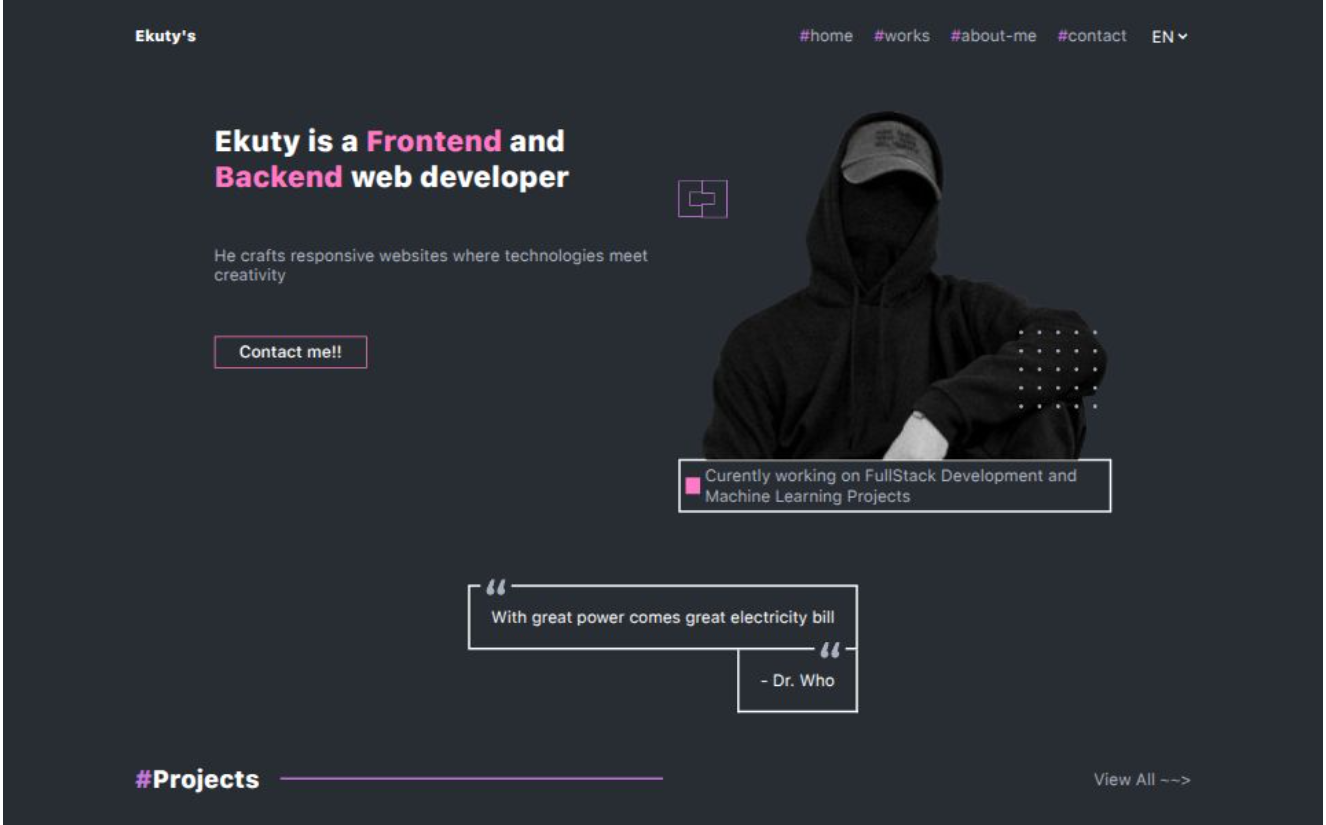 Ekuty's
#home #works #about-me #contact EN
Ekuty is a Frontend and
Backend web developer
He crafts responsive websites where technologies meet
creativity
Contact me!!
Curently working on FullStack Development and
Machine Learning Projects
“
With great power comes great electricity bill
“
- Dr. Who
#Projects
View All ~~>